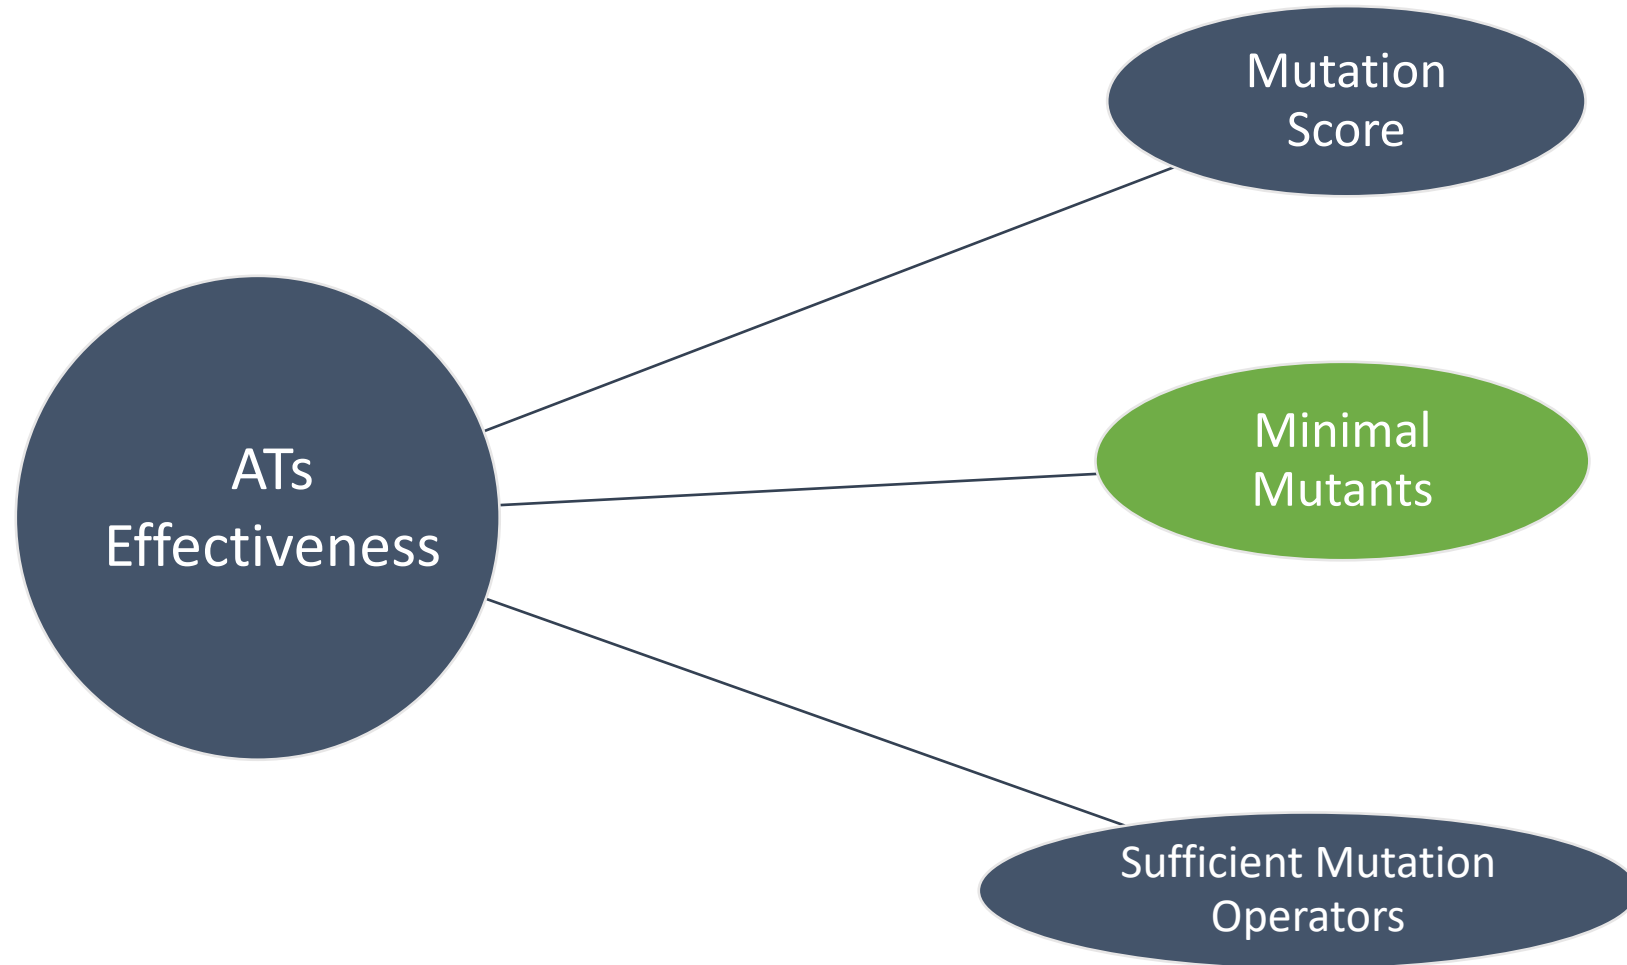 Mutation
Score
ATs
Effectiveness
Minimal
Mutants
Sufficient Mutation
Operators